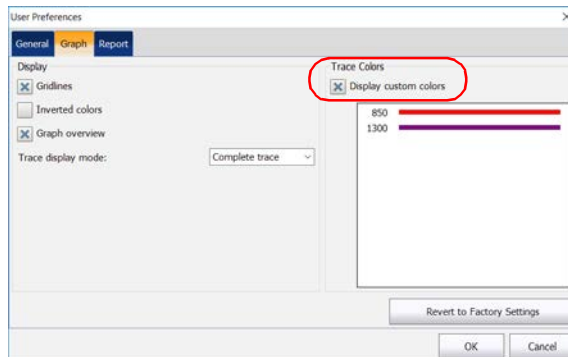 User Preferences
General Graph Report
Display
Gridlines
Inverted colors
Graph overview
Trace display mode: Complete trace
Trace Colors
Display custom colors
850
1300
Revert to Factory Settings
OK Cancel